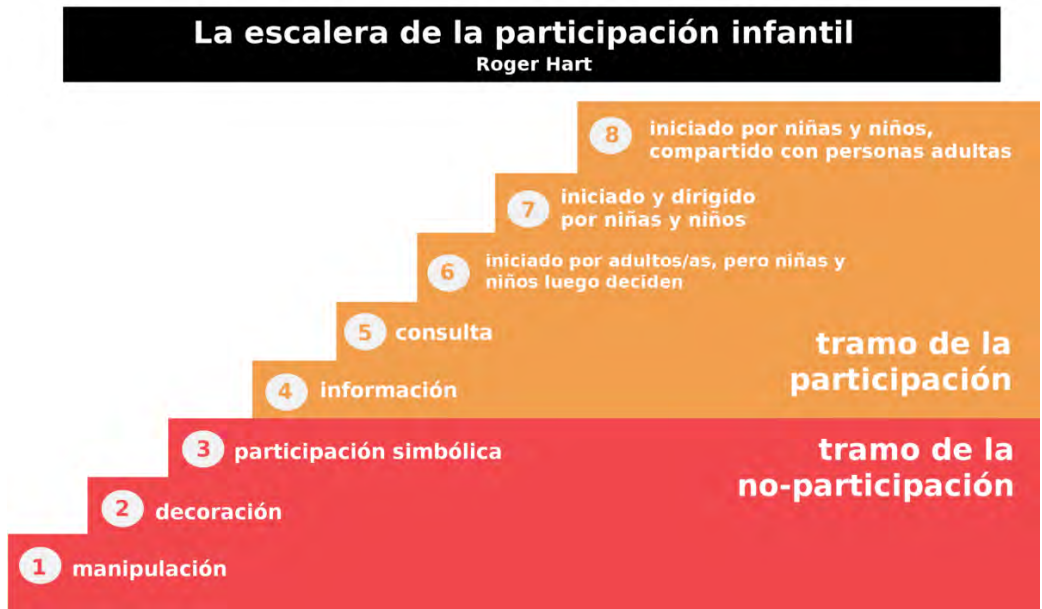 La escalera de la participación infantil
Roger Hart
8 iniciado por niñas y niños,
compartido con personas adultas
7 iniciado y dirigido
por niñas y niños
6 iniciado por adultos/as, pero niñas y
niños luego deciden
5 consulta
4 información
tramo de la
participación
3 participación simbólica
2 decoración
1 manipulación
tramo de la
no-participación